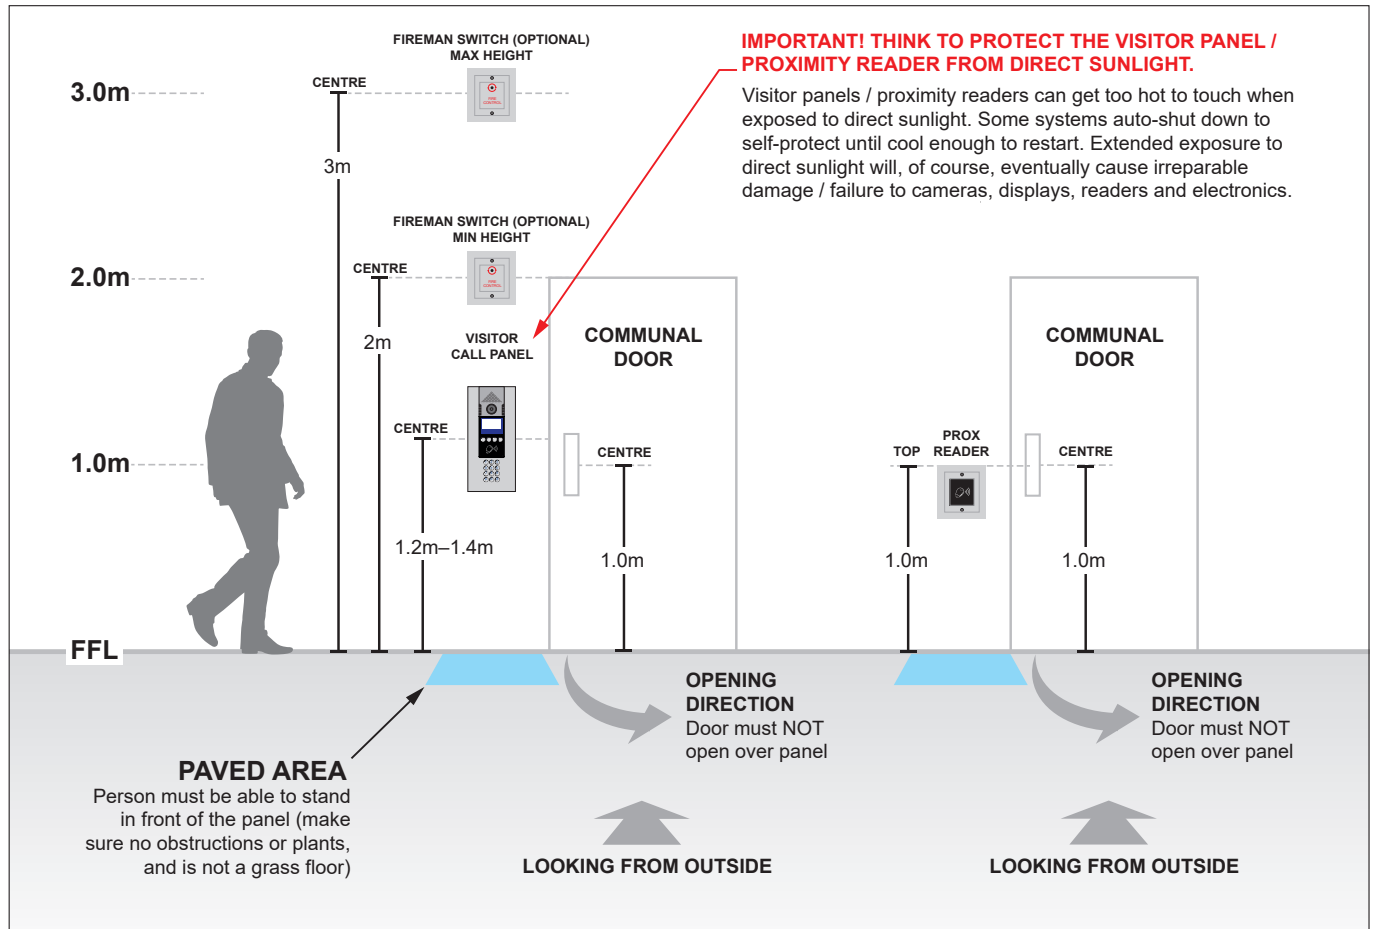 FIREMAN SWITCH (OPTIONAL)
MAX HEIGHT
IMPORTANT! THINK TO PROTECT THE VISITOR PANEL /
PROXIMITY READER FROM DIRECT SUNLIGHT.
Visitor panels / proximity readers can get too hot to touch when
exposed to direct sunlight. Some systems auto-shut down to
self-protect until cool enough to restart. Extended exposure to
direct sunlight will, of course, eventually cause irreparable
damage / failure to cameras, displays, readers and electronics.
CENTRE
3.0m
FIRE
CONTROL
3m
FIREMAN SWITCH (OPTIONAL)
MIN HEIGHT
CENTRE
2.0m
FIRE
CONTROL
2m
VISITOR
CALL PANEL
COMMUNAL
DOOR
COMMUNAL
DOOR
CENTRE
1.0m
CENTRE
TOP
PROX
READER
CENTRE
1.2m–1.4m
1.0m
1.0m
1.0m
FFL
OPENING
DIRECTION
Door must NOT
open over panel
OPENING
DIRECTION
Door must NOT
open over panel
PAVED AREA
Person must be able to stand
in front of the panel (make
sure no obstructions or plants,
and is not a grass floor)
LOOKING FROM OUTSIDE
LOOKING FROM OUTSIDE